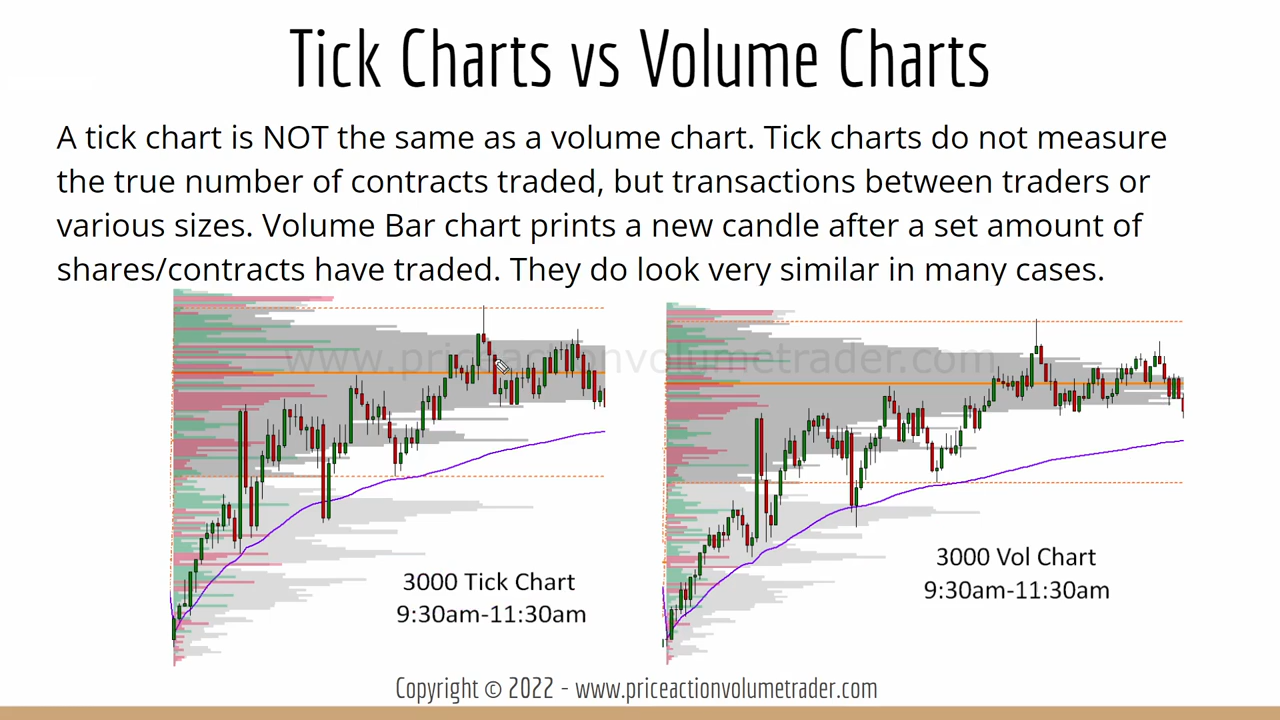 Tick Charts vs Volume Charts
A tick chart is NOT the same as a volume chart. Tick charts do not measure
the true number of contracts traded, but transactions between traders or
various sizes. Volume Bar chart prints a new candle after a set amount of
shares/contracts have traded. They do look very similar in many cases.
www.priceactionvolumetrader.com
3000 Tick Chart
9:30am-11:30am
3000 Vol Chart
9:30am-11:30am
Copyright © 2022 - www.priceactionvolumetrader.com